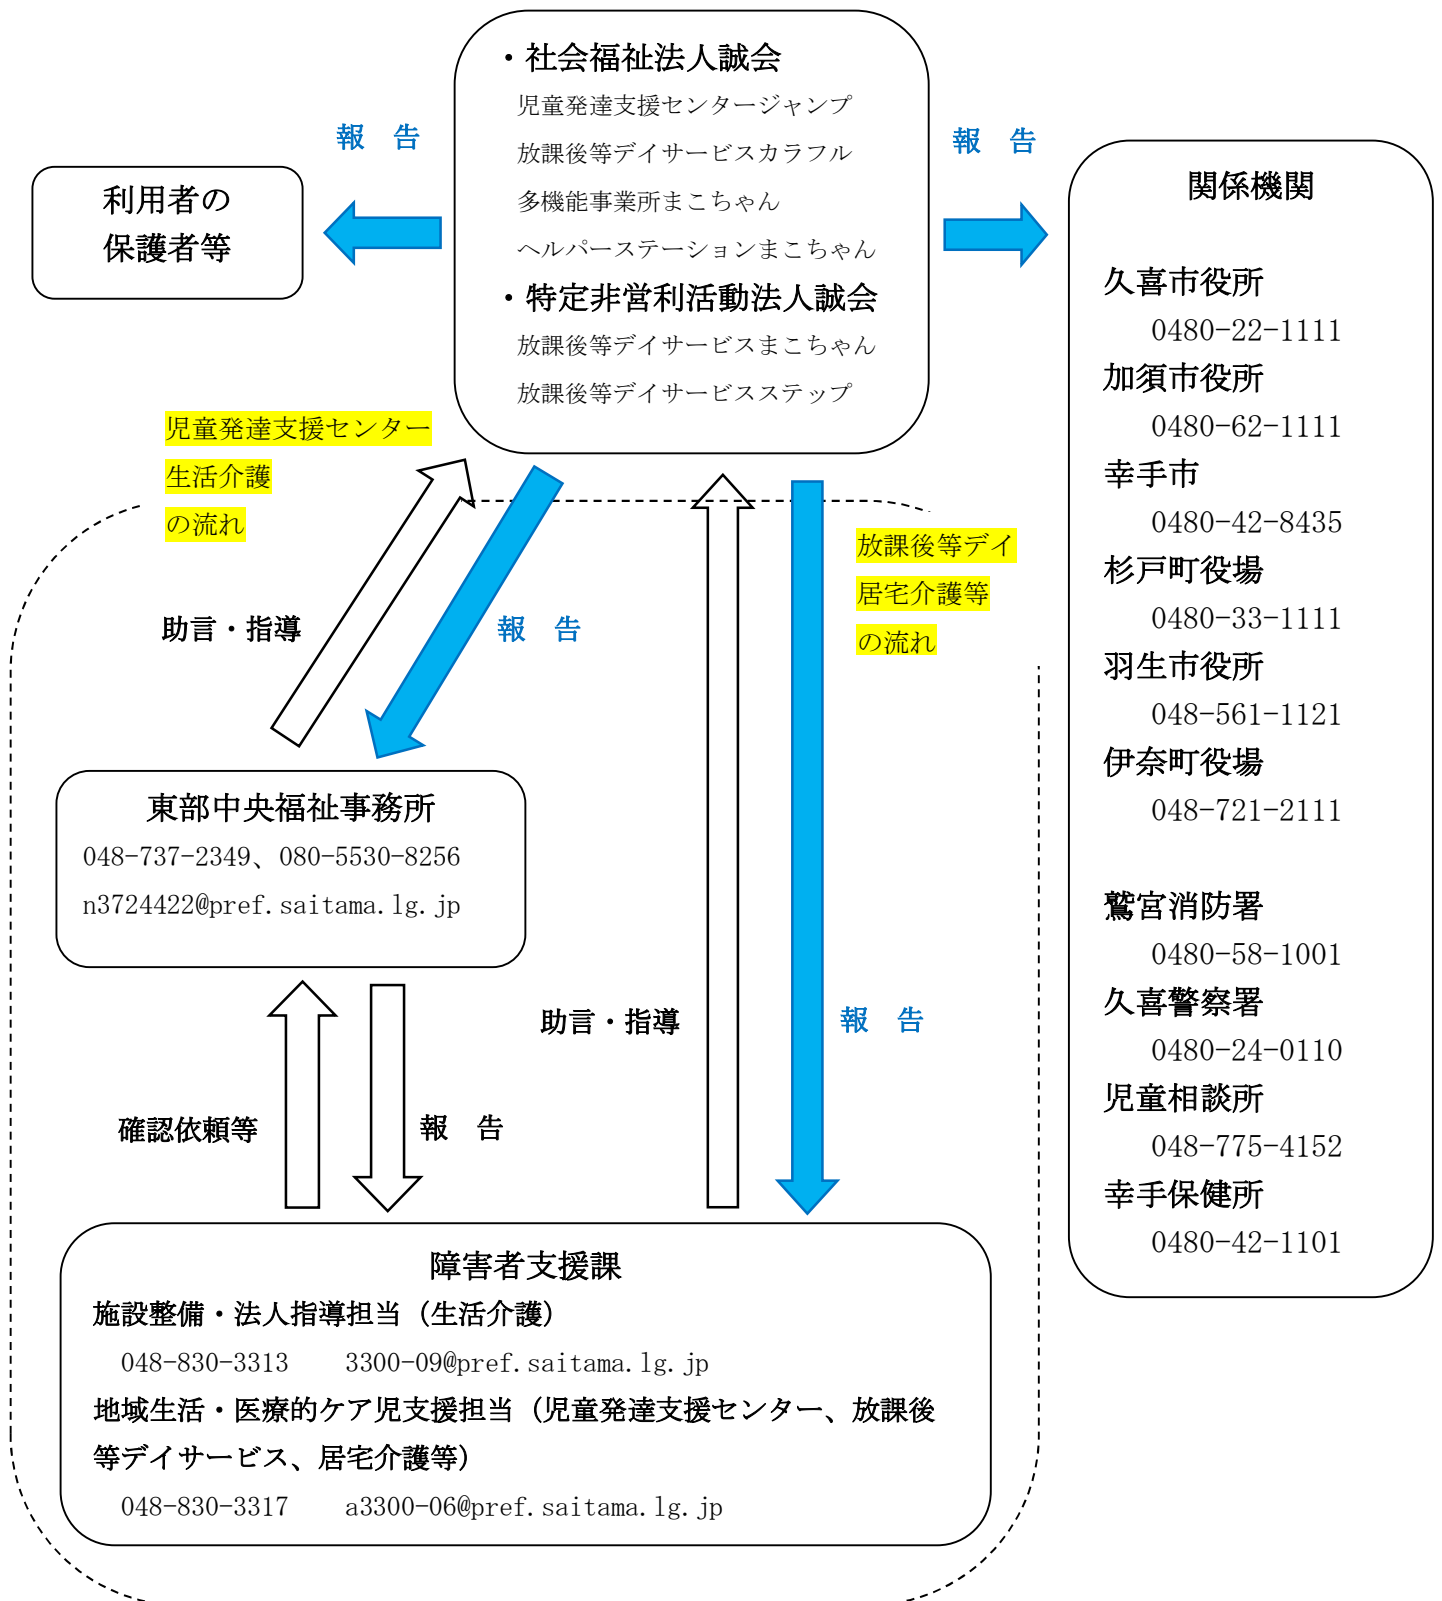 ・社会福祉法人誠会
児童発達支援センタージャンプ
放課後等デイサービスカラフル
多機能事業所まこちゃん
ヘルパーステーションまこちゃん
・特定非営利活動法人誠会
放課後等デイサービスまこちゃん
放課後等デイサービスステップ
報　告
報　告
利用者の
保護者等
関係機関
久喜市役所
0480-22-1111
加須市役所
0480-62-1111
幸手市
0480-42-8435
杉戸町役場
0480-33-1111
羽生市役所
048-561-1121
伊奈町役場
048-721-2111
鷲宮消防署
0480-58-1001
久喜警察署
0480-24-0110
児童相談所
048-775-4152
幸手保健所
0480-42-1101
児童発達支援センター
生活介護
の流れ
放課後等デイ
居宅介護等
の流れ
助言・指導
報　告
東部中央福祉事務所
048-737-2349、080-5530-8256
n3724422@pref.saitama.lg.jp
助言・指導
報　告
確認依頼等
報　告
障害者支援課
施設整備・法人指導担当（生活介護）
048-830-3313　　3300-09@pref.saitama.lg.jp
地域生活・医療的ケア児支援担当（児童発達支援センター、放課後
等デイサービス、居宅介護等）
048-830-3317　　a3300-06@pref.saitama.lg.jp